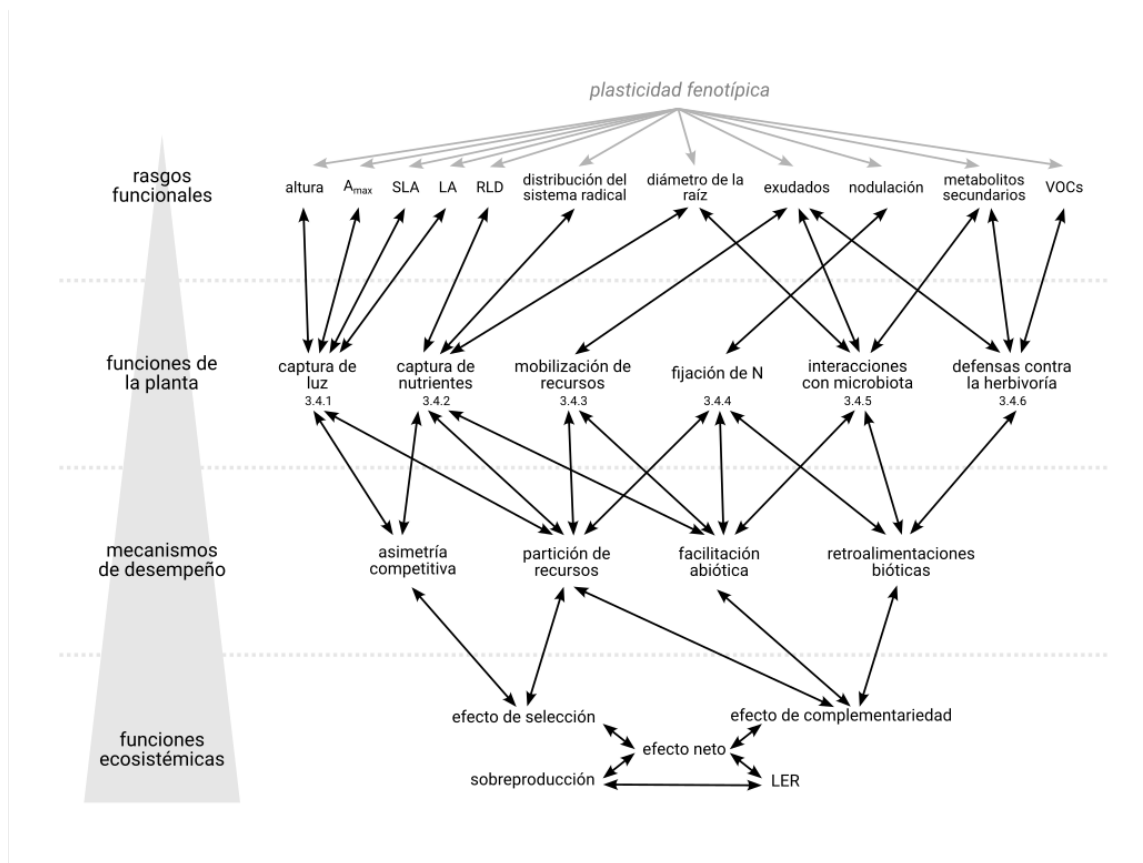 plasticidad fenotípica
rasgos
funcionales
altura
Amax
SLA
LA
RLD
distribución del
sistema radical
diámetro de la
raíz
exudados
nodulación
metabolitos
secundarios
VOCs
funciones de
la planta
captura de
luz
3.4.1
captura de
nutrientes
3.4.2
mobilización de
recursos
3.4.3
fijación de N
3.4.4
interacciones
con microbiota
3.4.5
defensas contra
la herbivoría
3.4.6
mecanismos
de desempeño
asimetría
competitiva
partición de
recursos
facilitación
abiótica
retroalimentaciones
bióticas
funciones
ecosistémicas
efecto de selección
efecto de complementariedad
efecto neto
sobreproducción
LER